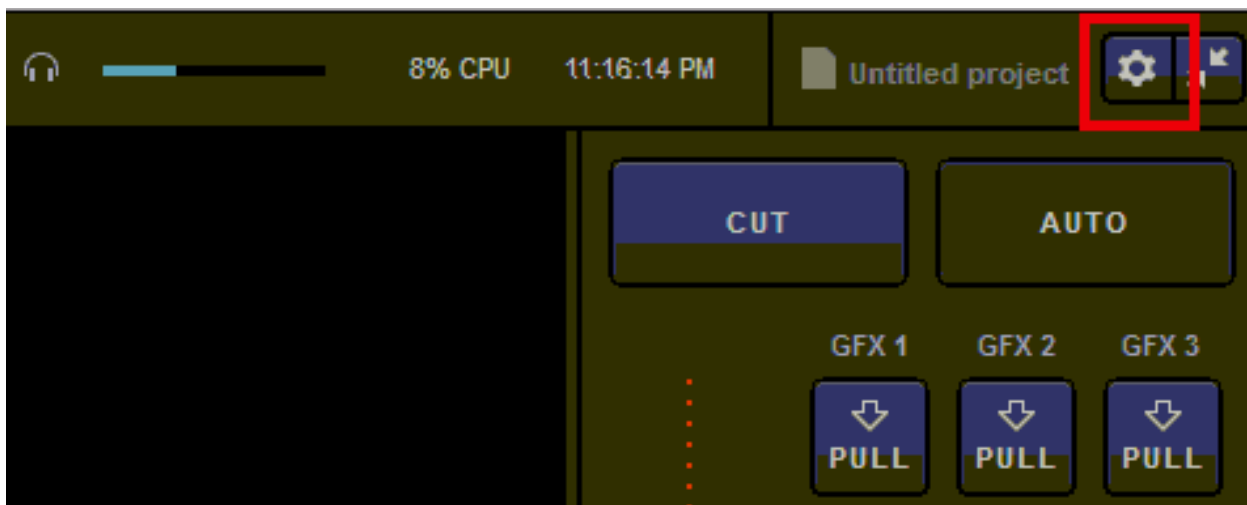 8% CPU 11:16:14 PM Untitled project
CUT AUTO
GFX 1 GFX 2 GFX 3
PULL PULL PULL